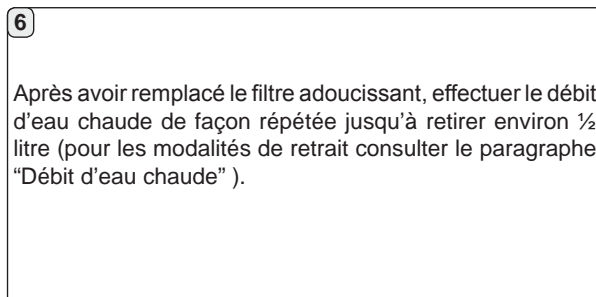 6
Après avoir remplacé le filtre adoucissant, effectuer le débit
d'eau chaude de façon répétée jusqu'à retirer environ ½
litre (pour les modalités de retrait consulter le paragraphe
“Débit d'eau chaude” ).